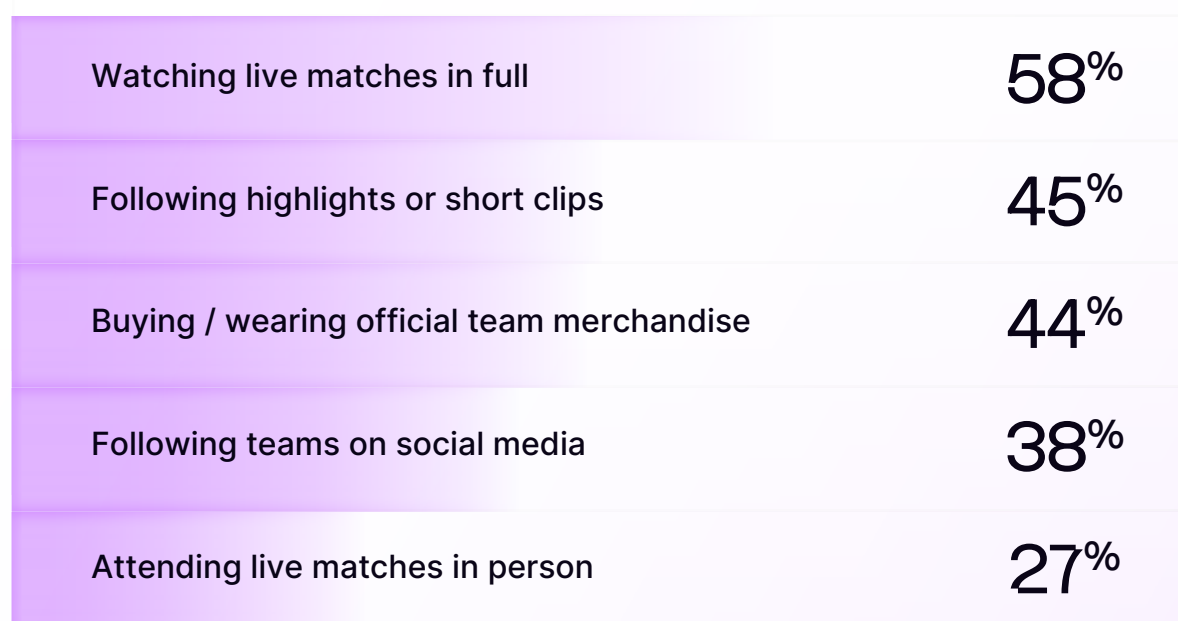 Watching live matches in full 58%
Following highlights or short clips 45%
Buying / wearing official team merchandise 44%
Following teams on social media 38%
Attending live matches in person 27%